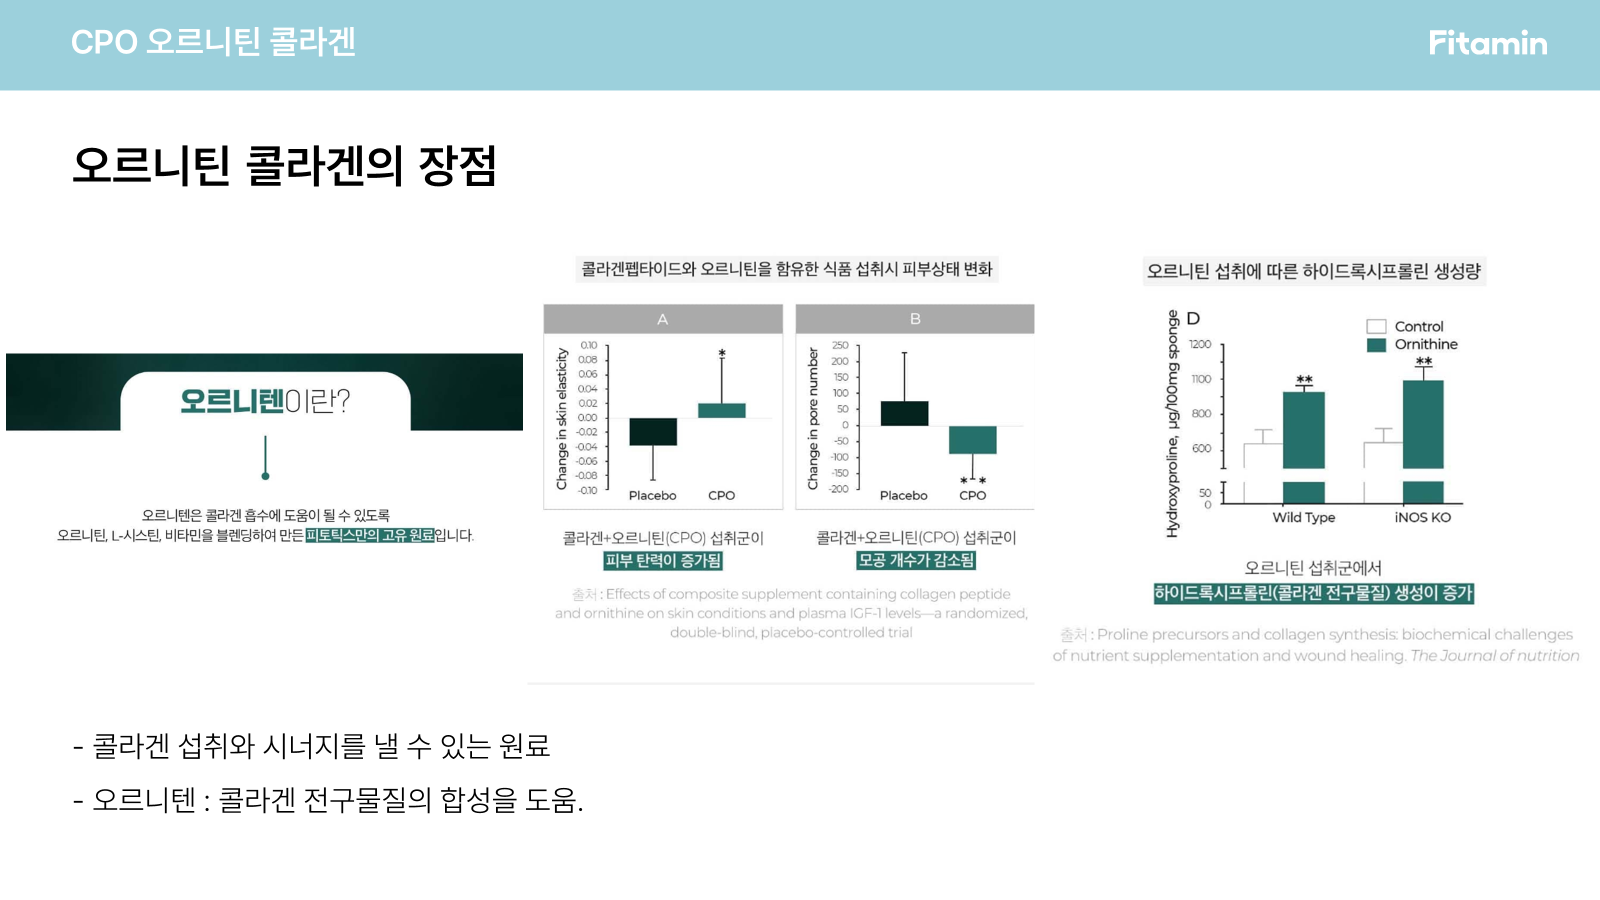 CPO 오르니틴 콜라겐
Fitamin
오르니틴 콜라겐의 장점
오르니텐이란?
오르니텐은 콜라겐 흡수에 도움이 될 수 있도록
오르니틴, L-시스틴, 비타민을 블렌딩하여 만든 피토틱스만의 고유 원료입니다.
콜라겐펩타이드와 오르니틴을 함유한 식품 섭취시 피부상태 변화
A
Change in skin elasticity
0.10
0.08
0.06
0.04
0.02
0.00
-0.02
-0.04
-0.06
-0.08
-0.10
*
Placebo
CPO
콜라겐+오르니틴(CPO) 섭취군이
피부 탄력이 증가됨
B
Change in pore number
250
200
150
100
50
0
-50
-100
-150
-200
* *
Placebo
CPO
콜라겐+오르니틴(CPO) 섭취군이
모공 개수가 감소됨
출처 : Effects of composite supplement containing collagen peptide
and ornithine on skin conditions and plasma IGF-1 levels—a randomized,
double-blind, placebo-controlled trial
오르니틴 섭취에 따른 하이드록시프롤린 생성량
D
Hydroxyproline, μg/100mg sponge
Control
Ornithine
1200
1100
800
600
50
0
**
**
Wild Type
iNOS KO
오르니틴 섭취군에서
하이드록시프롤린(콜라겐 전구물질) 생성이 증가
출처 : Proline precursors and collagen synthesis: biochemical challenges
of nutrient supplementation and wound healing. The Journal of nutrition
- 콜라겐 섭취와 시너지를 낼 수 있는 원료
- 오르니텐 : 콜라겐 전구물질의 합성을 도움.